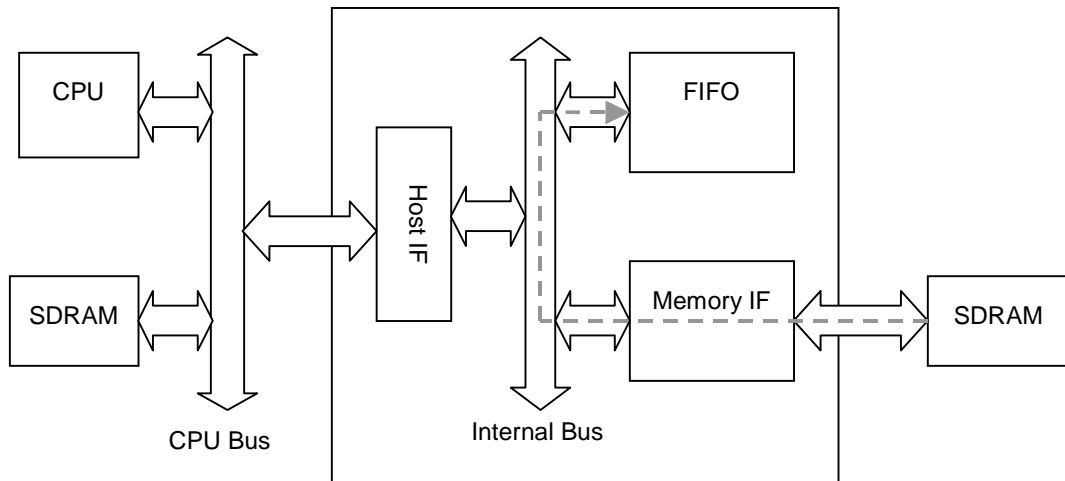 CPU
FIFO
Host IF
SDRAM
Memory IF
SDRAM
CPU Bus
Internal Bus